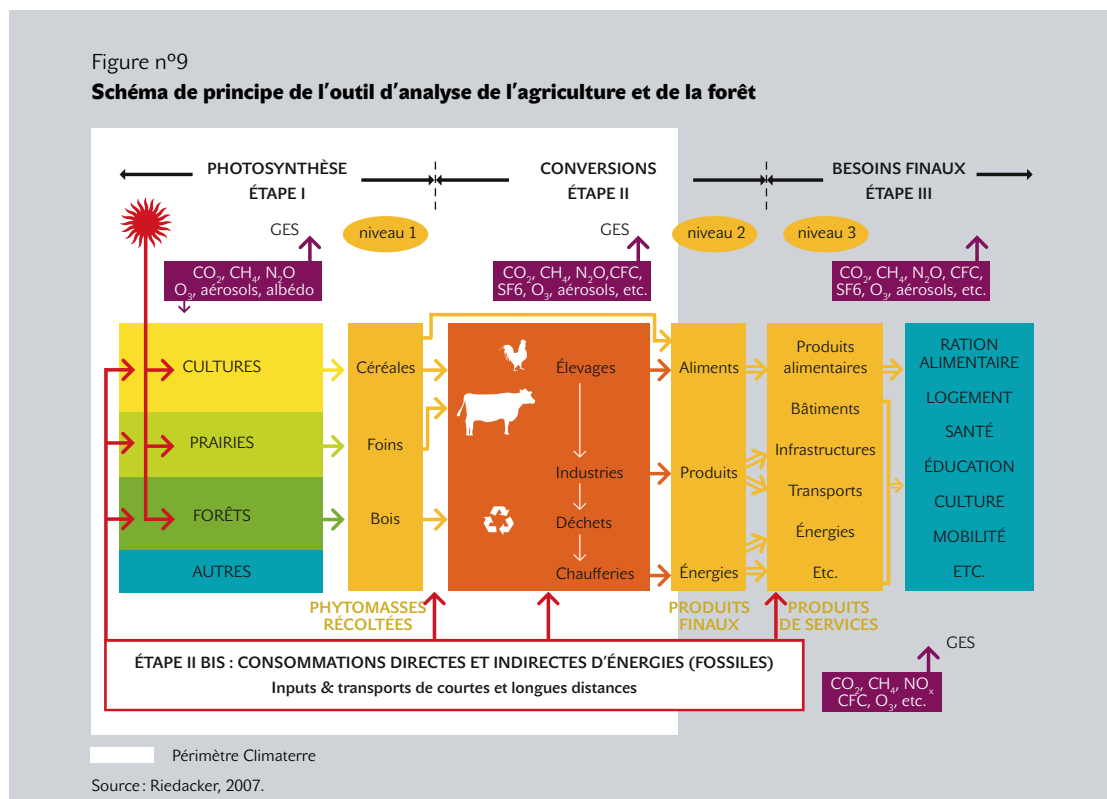 Figure nº9
Schéma de principe de l'outil d'analyse de l'agriculture et de la forêt
PHOTOSYNTHÈSE
ÉTAPE I
CONVERSIONS
ÉTAPE II
BESOINS FINAUX
ÉTAPE III
GES
niveau 1
GES
niveau 2
niveau 3
CO₂, CH₄, N₂O
O₃, aérosols, albédo
CO₂, CH₄, N₂O,CFC,
SF6, O₃, aérosols, etc.
CO₂, CH₄, N₂O, CFC,
SF6, O₃, aérosols, etc.
CULTURES
PRAIRIES
FORÊTS
AUTRES
Céréales
Foins
Bois
Élevages
Industries
Déchets
Chaufferies
Aliments
Produits
Énergies
Produits
alimentaires
Bâtiments
Infrastructures
Transports
Énergies
Etc.
RATION
ALIMENTAIRE
LOGEMENT
SANTÉ
ÉDUCATION
CULTURE
MOBILITÉ
ETC.
PHYTOMASSES
RÉCOLTÉES
PRODUITS
FINAUX
PRODUITS
DE SERVICES
ÉTAPE II BIS : CONSOMMATIONS DIRECTES ET INDIRECTES D'ÉNERGIES (FOSSILES)
Inputs & transports de courtes et longues distances
GES
CO₂, CH₄, NOₓ
CFC, O₃, etc.
Périmètre Climaterre
Source : Riedacker, 2007.